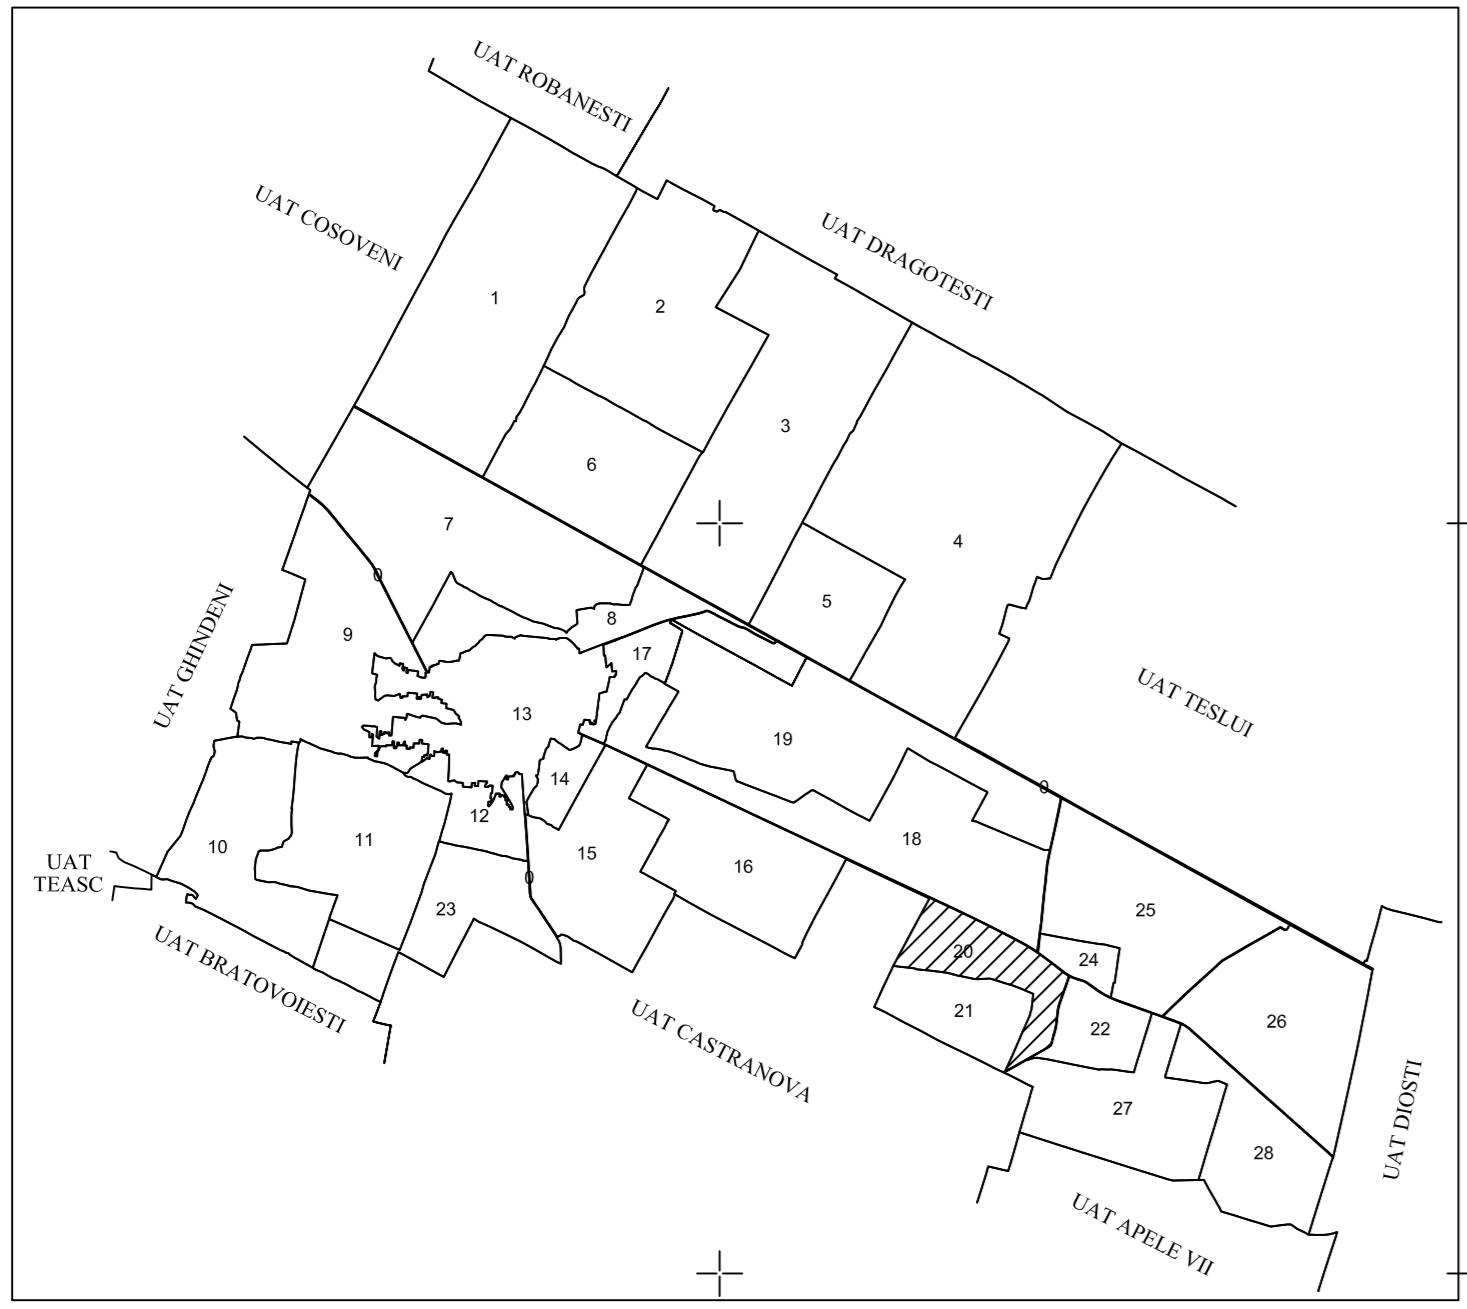 UAT ROBANESTI
UAT COSOVENI
UAT DRAGOTESTI
1
2
3
6
7
4
0
5
8
9
17
UAT GHINDENI
UAT TESLUI
13
19
14
0
12
18
11
10
15
16
UAT
TEASC
0
23
25
20
24
UAT BRATOVOIESTI
21
22
26
UAT CASTRANOVA
27
28
UAT DIOSTI
UAT APELE VII